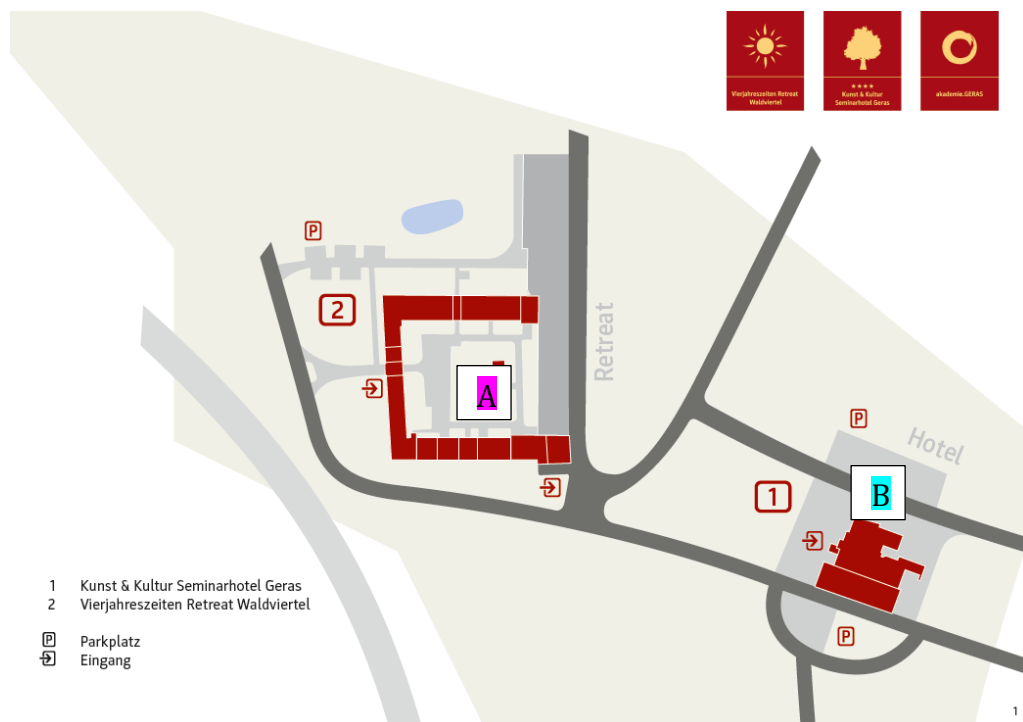 Vierjahreszeiten Retreat
Waldviertel
Kunst & Kultur
Seminarhotel Geras
akademie.GERAS
P
2
Retreat
A
P
Hotel
1
B
P
1 Kunst & Kultur Seminarhotel Geras
2 Vierjahreszeiten Retreat Waldviertel
P Parkplatz
Eingang
1